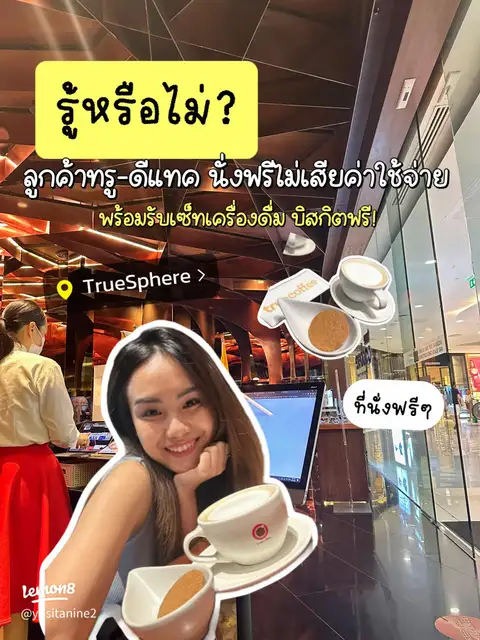 รู้หรือไม่?
ลูกค้าทรู-ดีแทค นั่งฟรีไม่เสียค่าใช้จ่าย
พร้อมรับเซ็ทเครื่องดื่ม บิสกิตฟรี!
TrueSphere >
true coffee
ที่นั่งฟรีๆ
lemon8
@yusitanine2